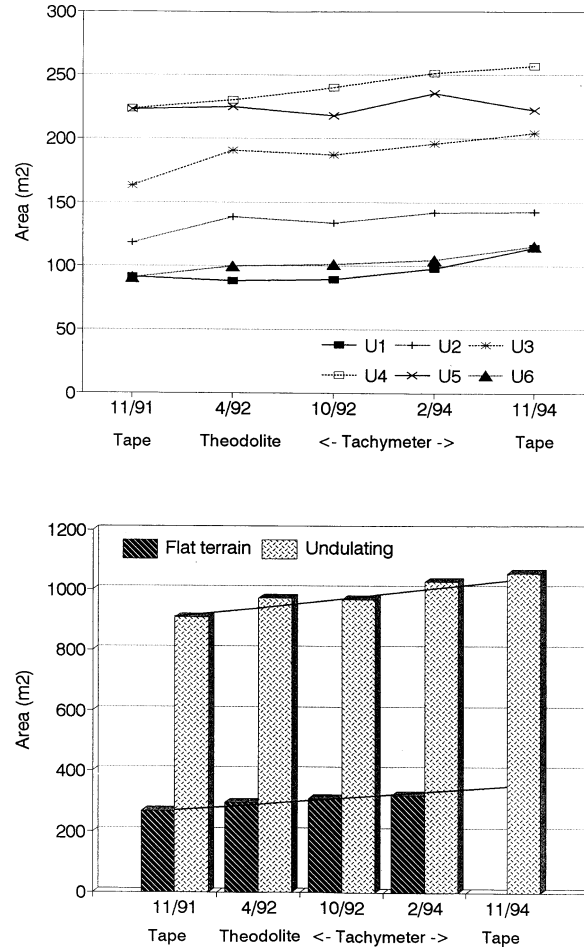 300
250
200
150
100
50
0
Area (m2)
U1 U2 U3
U4 U5 U6
11/91 4/92 10/92 2/94 11/94
Tape Theodolite <- Tachymeter -> Tape
1200
1000
800
600
400
200
0
Area (m2)
Flat terrain Undulating
11/91 4/92 10/92 2/94 11/94
Tape Theodolite <- Tachymeter -> Tape